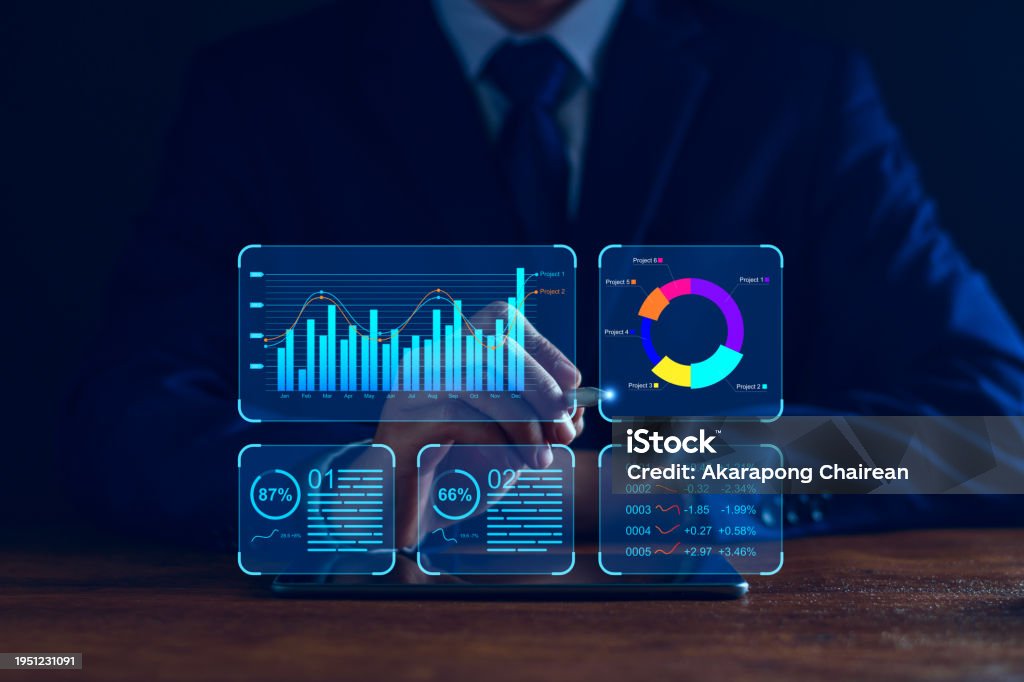 Project 1
Project 2
Jan Feb Mar Apr May Jun Jul Aug Sep Oct Nov Dec
Project 6
Project 5
Project 1
Project 4
Project 3
Project 2
87%
01
66%
02
0002 -0.32 -2.34%
0003 -1.85 -1.99%
0004 +0.27 +0.58%
0005 +2.97 +3.46%
iStock™
Credit: Akarapong Chairean
1951231091